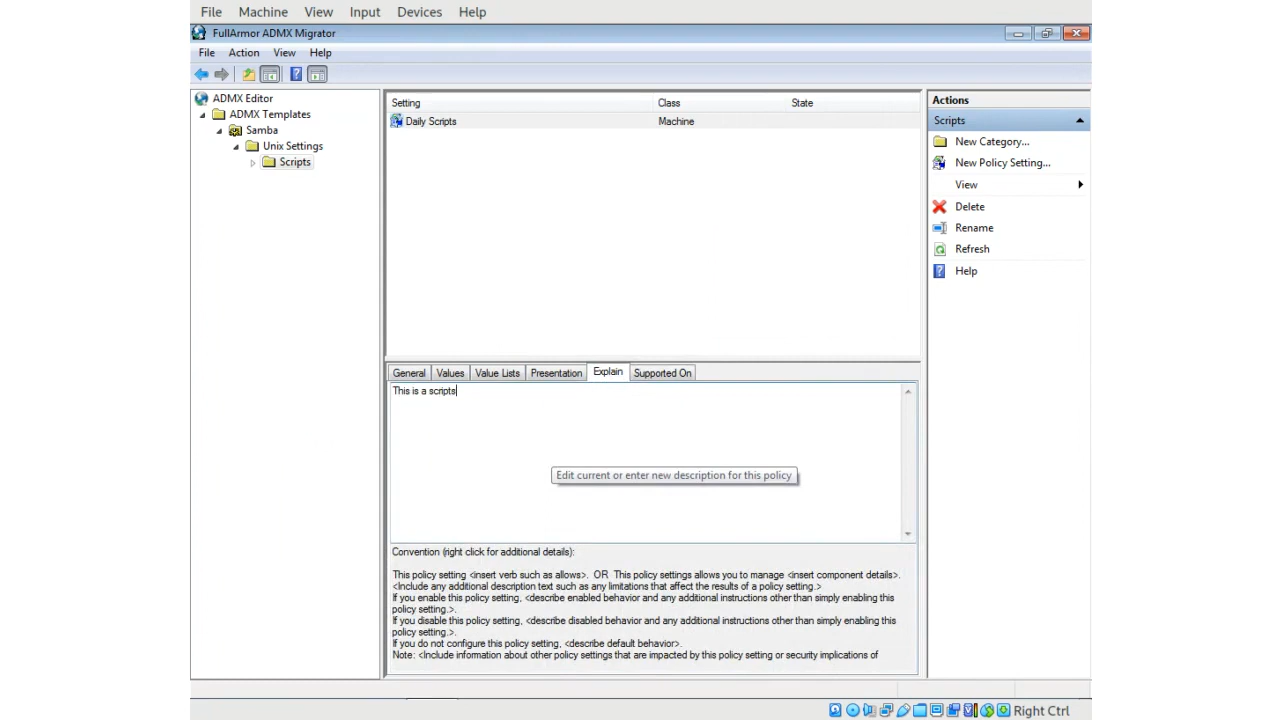 File Machine View Input Devices Help
FullArmor ADMX Migrator
File Action View Help
ADMX Editor
ADMX Templates
Samba
Unix Settings
Scripts
Setting Class State
Daily Scripts Machine
General Values Value Lists Presentation Explain Supported On
This is a scripts
Edit current or enter new description for this policy
Convention (right click for additional details):
This policy setting <insert verb such as allows>. OR This policy settings allows you to manage <insert component details>.
<Include any additional description text such as any limitations that affect the results of a policy setting.>
If you enable this policy setting, <describe enabled behavior and any additional instructions other than simply enabling this
policy setting.>.
If you disable this policy setting, <describe disabled behavior and any additional instructions other than simply enabling this
policy setting.>.
If you do not configure this policy setting, <describe default behavior>.
Note: <Include information about other policy settings that are impacted by this policy setting or security implications of
Actions
Scripts
New Category...
New Policy Setting...
View
Delete
Rename
Refresh
Help
Right Ctrl